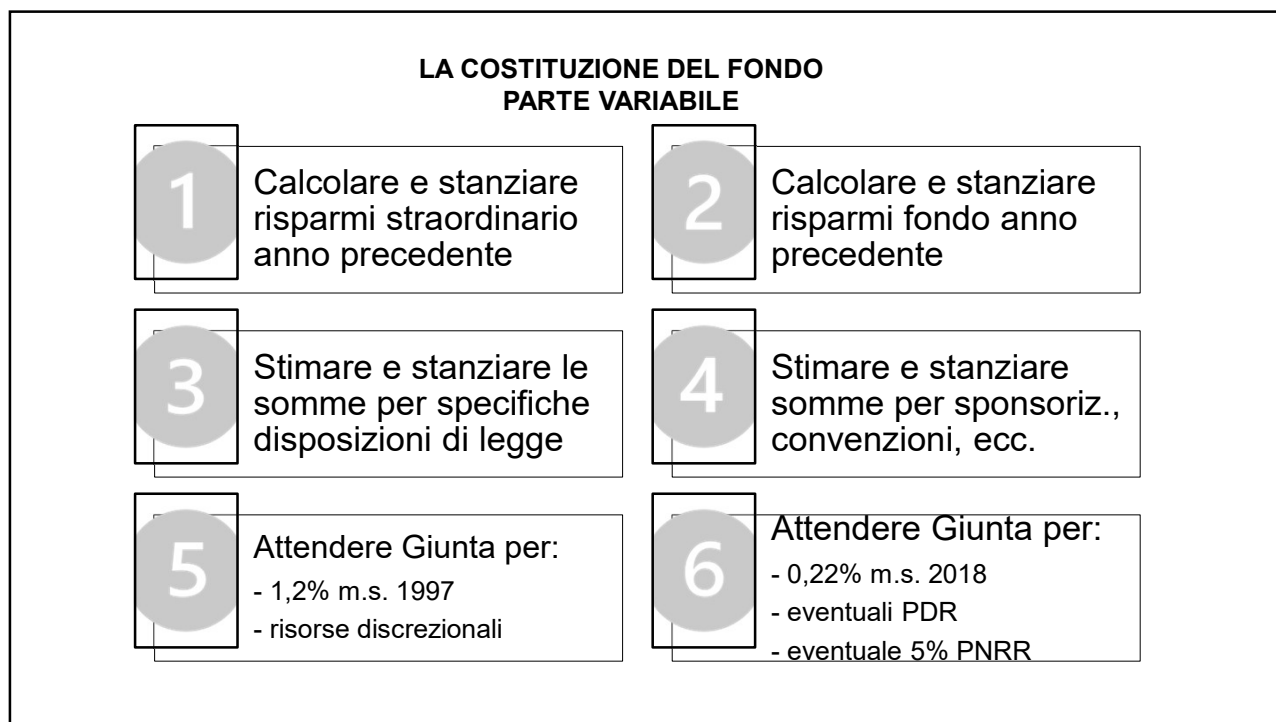 LA COSTITUZIONE DEL FONDO
PARTE VARIABILE
1
Calcolare e stanziare
risparmi straordinario
anno precedente
2
Calcolare e stanziare
risparmi fondo anno
precedente
3
Stimare e stanziare le
somme per specifiche
disposizioni di legge
4
Stimare e stanziare
somme per sponsoriz.,
convenzioni, ecc.
5
Attendere Giunta per:
- 1,2% m.s. 1997
- risorse discrezionali
6
Attendere Giunta per:
- 0,22% m.s. 2018
- eventuali PDR
- eventuale 5% PNRR